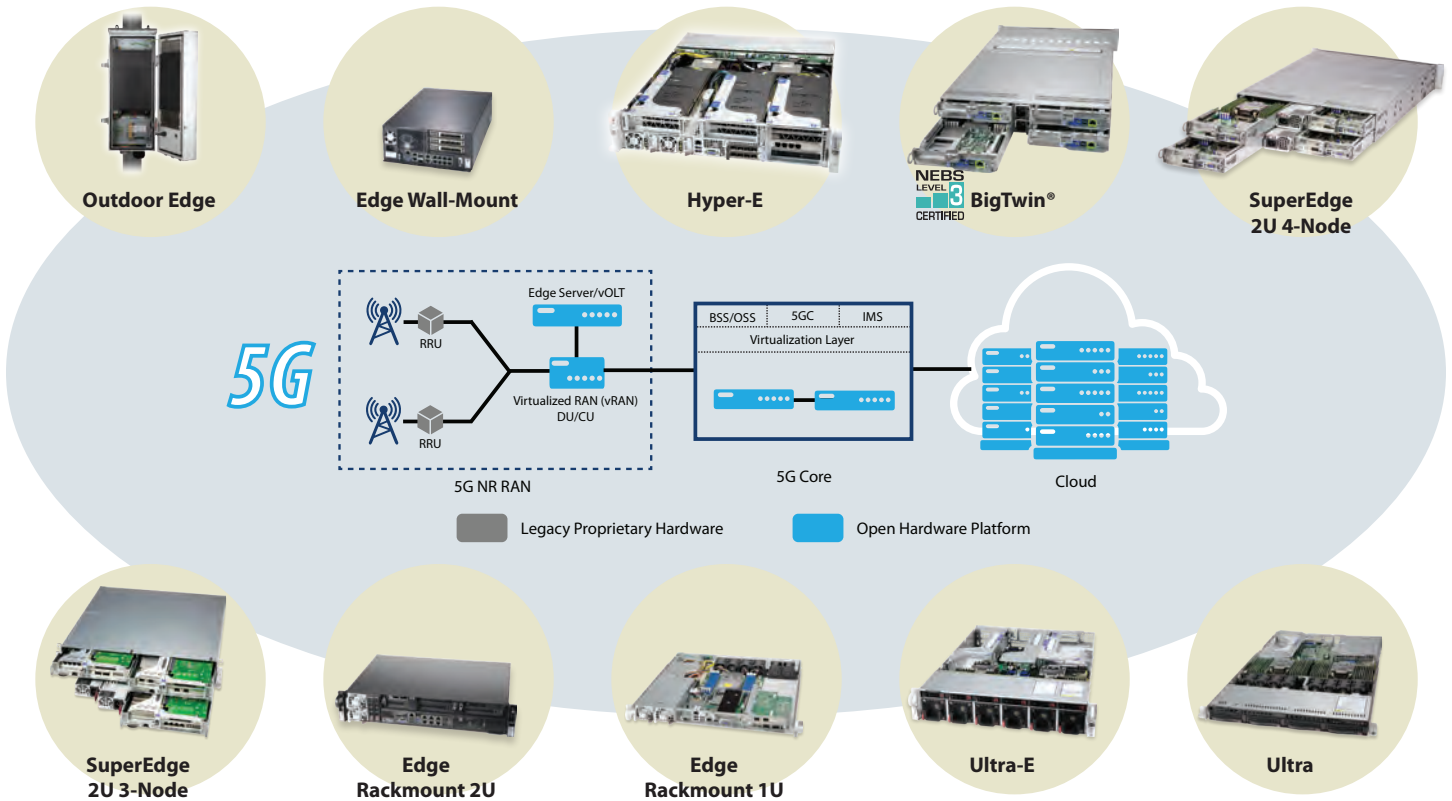 Outdoor Edge
Edge Wall-Mount
Hyper-E
NEBS
LEVEL 3
CERTIFIED
BigTwin®
SuperEdge
2U 4-Node
5G
RRU
RRU
Edge Server/vOLT
Virtualized RAN (vRAN)
DU/CU
5G NR RAN
BSS/OSS 5GC IMS
Virtualization Layer
5G Core
Cloud
Legacy Proprietary Hardware
Open Hardware Platform
SuperEdge
2U 3-Node
Edge
Rackmount 2U
Edge
Rackmount 1U
Ultra-E
Ultra